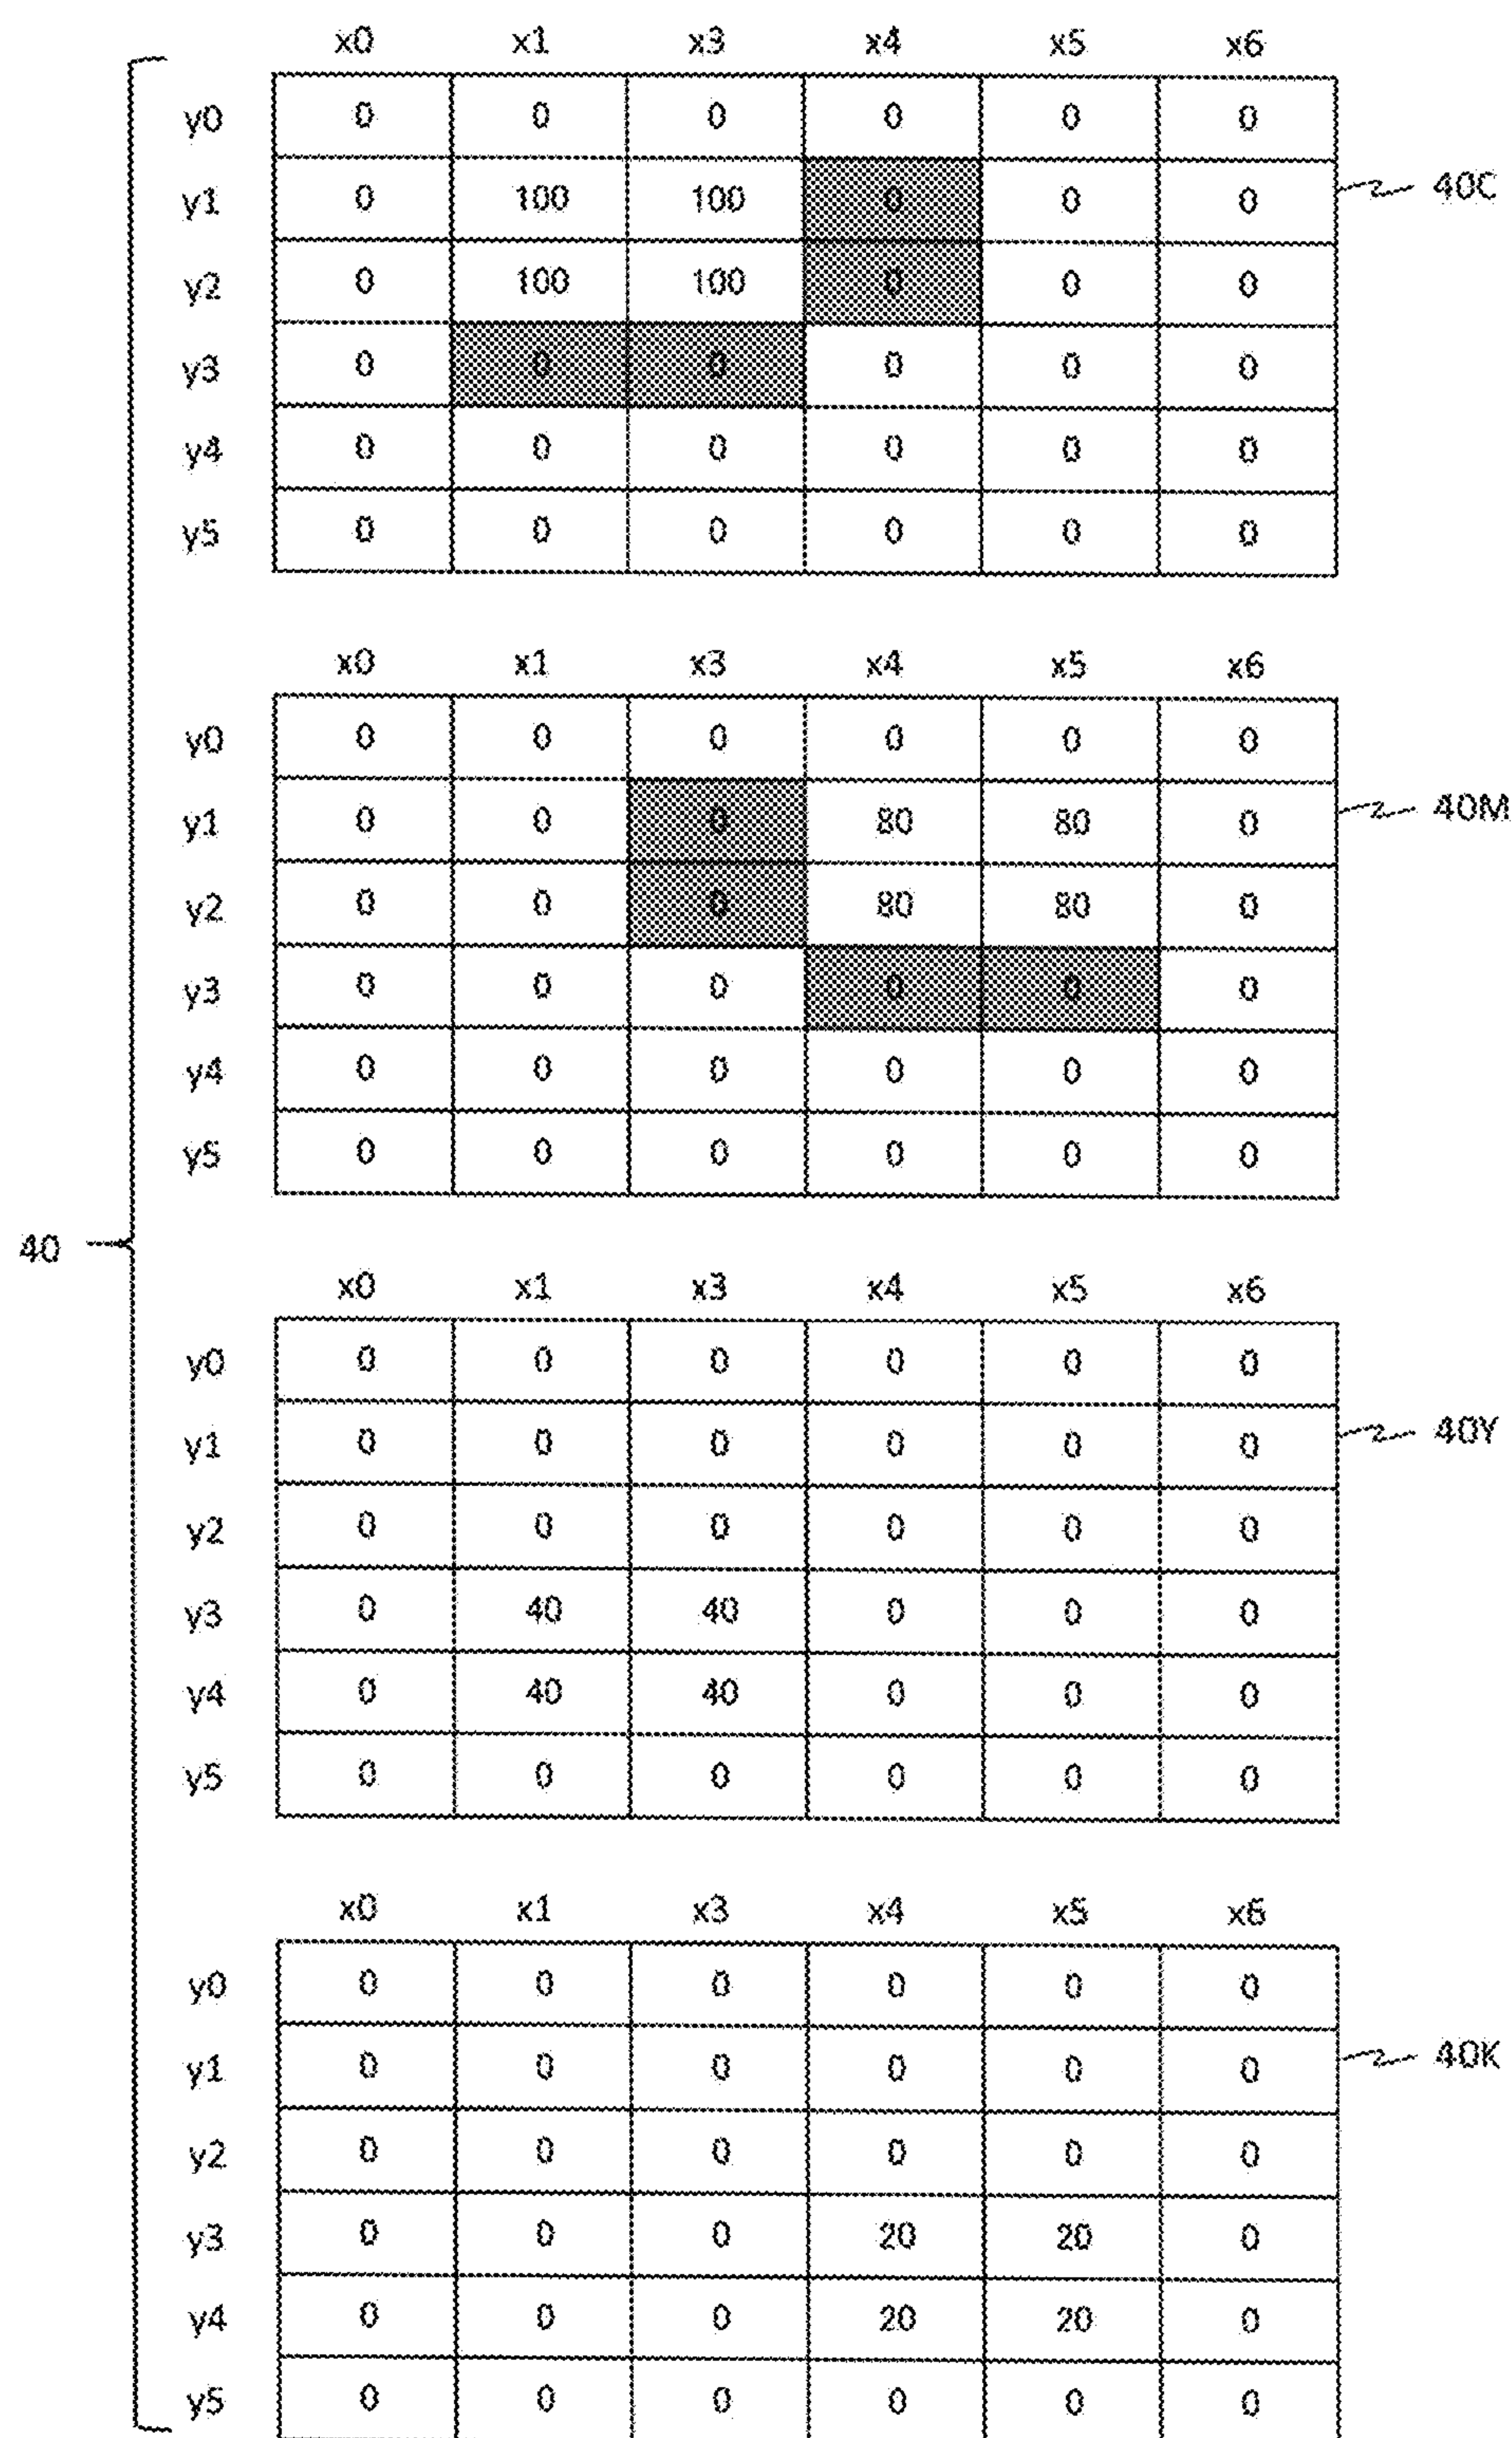 x0 x1 x3 x4 x5 x6
y0 0 0 0 0 0 0
y1 0 100 100 0 0 0 40C
y2 0 100 100 0 0 0
y3 0 0 0 0 0 0
y4 0 0 0 0 0 0
y5 0 0 0 0 0 0
x0 x1 x3 x4 x5 x6
y0 0 0 0 0 0 0
y1 0 0 0 80 80 0 40M
y2 0 0 0 80 80 0
y3 0 0 0 0 0 0
y4 0 0 0 0 0 0
y5 0 0 0 0 0 0
40
x0 x1 x3 x4 x5 x6
y0 0 0 0 0 0 0
y1 0 0 0 0 0 0 40Y
y2 0 0 0 0 0 0
y3 0 40 40 0 0 0
y4 0 40 40 0 0 0
y5 0 0 0 0 0 0
x0 x1 x3 x4 x5 x6
y0 0 0 0 0 0 0
y1 0 0 0 0 0 0 40K
y2 0 0 0 0 0 0
y3 0 0 0 20 20 0
y4 0 0 0 20 20 0
y5 0 0 0 0 0 0